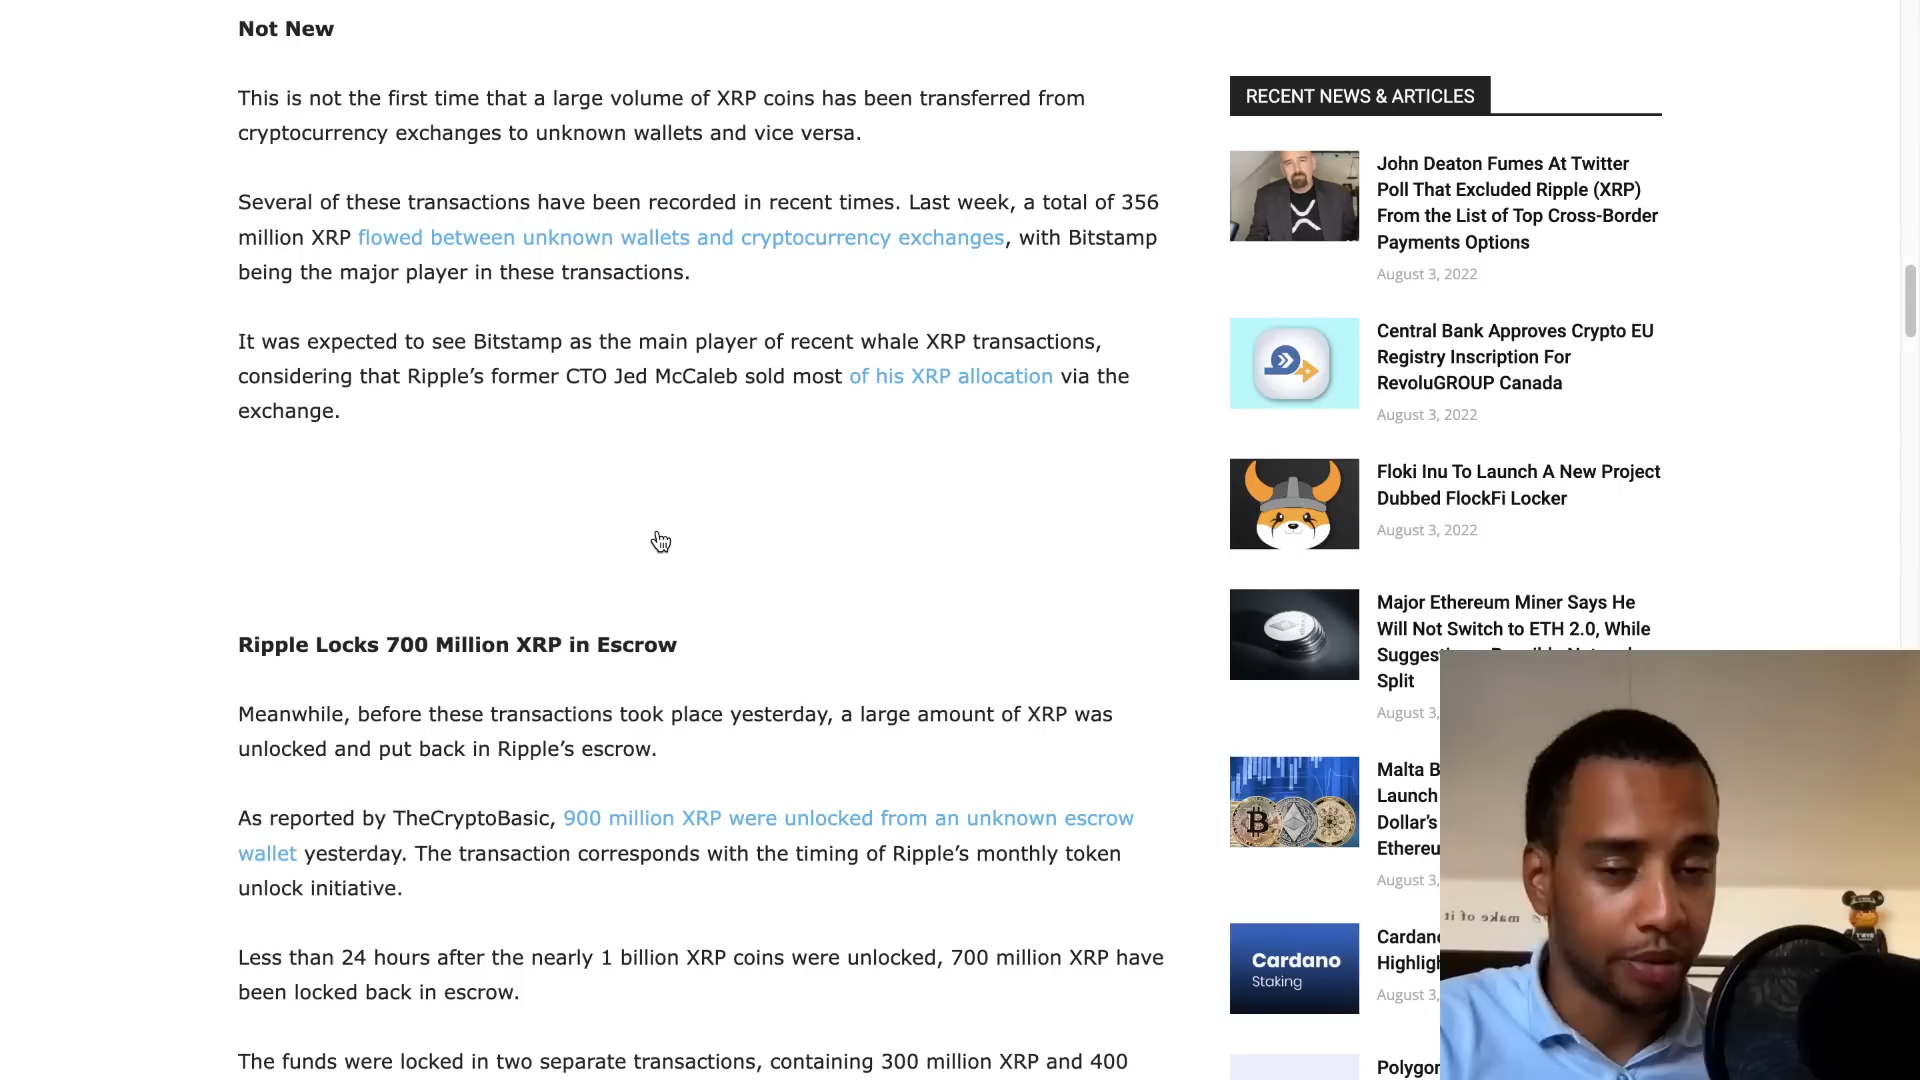 Not New
This is not the first time that a large volume of XRP coins has been transferred from
cryptocurrency exchanges to unknown wallets and vice versa.
Several of these transactions have been recorded in recent times. Last week, a total of 356
million XRP flowed between unknown wallets and cryptocurrency exchanges, with Bitstamp
being the major player in these transactions.
It was expected to see Bitstamp as the main player of recent whale XRP transactions,
considering that Ripple’s former CTO Jed McCaleb sold most of his XRP allocation via the
exchange.
Ripple Locks 700 Million XRP in Escrow
Meanwhile, before these transactions took place yesterday, a large amount of XRP was
unlocked and put back in Ripple’s escrow.
As reported by TheCryptoBasic, 900 million XRP were unlocked from an unknown escrow
wallet yesterday. The transaction corresponds with the timing of Ripple’s monthly token
unlock initiative.
Less than 24 hours after the nearly 1 billion XRP coins were unlocked, 700 million XRP have
been locked back in escrow.
The funds were locked in two separate transactions, containing 300 million XRP and 400
RECENT NEWS & ARTICLES
John Deaton Fumes At Twitter
Poll That Excluded Ripple (XRP)
From the List of Top Cross-Border
Payments Options
August 3, 2022
Central Bank Approves Crypto EU
Registry Inscription For
RevoluGROUP Canada
August 3, 2022
Floki Inu To Launch A New Project
Dubbed FlockFi Locker
August 3, 2022
Major Ethereum Miner Says He
Will Not Switch to ETH 2.0, While
Split
August 3,
Malta B
Launch
Dollar’s
Ethereu
August 3,
Cardano
Staking
Cardano
Highlig
August 3,
Polygon
make of it